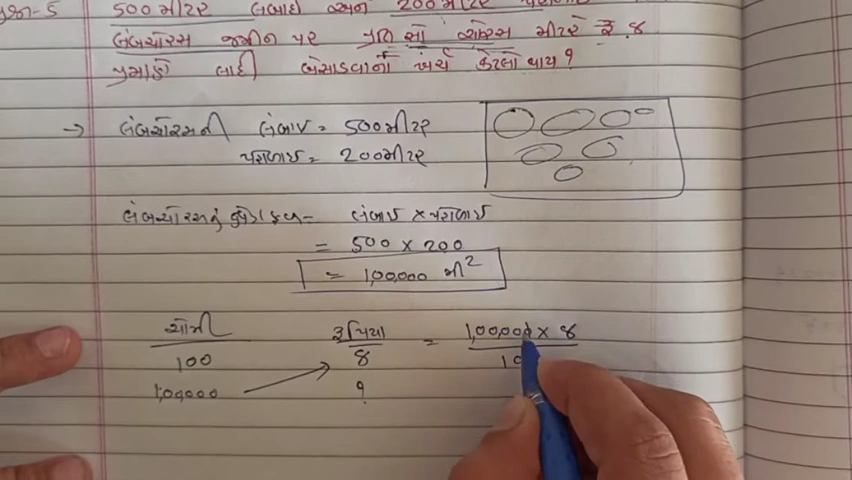 પ્રશ્ન-5 500 મીટર લંબાઈ અને 200 મીટર
લંબચોરસ જમીન પર પ્રતિ સો ચોરસ મીટરે રૂ. ૪
પ્રમાણે લાદી બેસાડવાનો ખર્ચ કેટલો થાય ?
→ લંબચોરસની લંબાઈ = 500 મીટર
પહોળાઈ = 200 મીટર
લંબચોરસનું ક્ષેત્રફળ = લંબાઈ × પહોળાઈ
= 500 × 200
= 1,00,000 મી²
ચોમી રૂપિયા = 1,00,000 × 8
100 8 10
1,00,000 ?